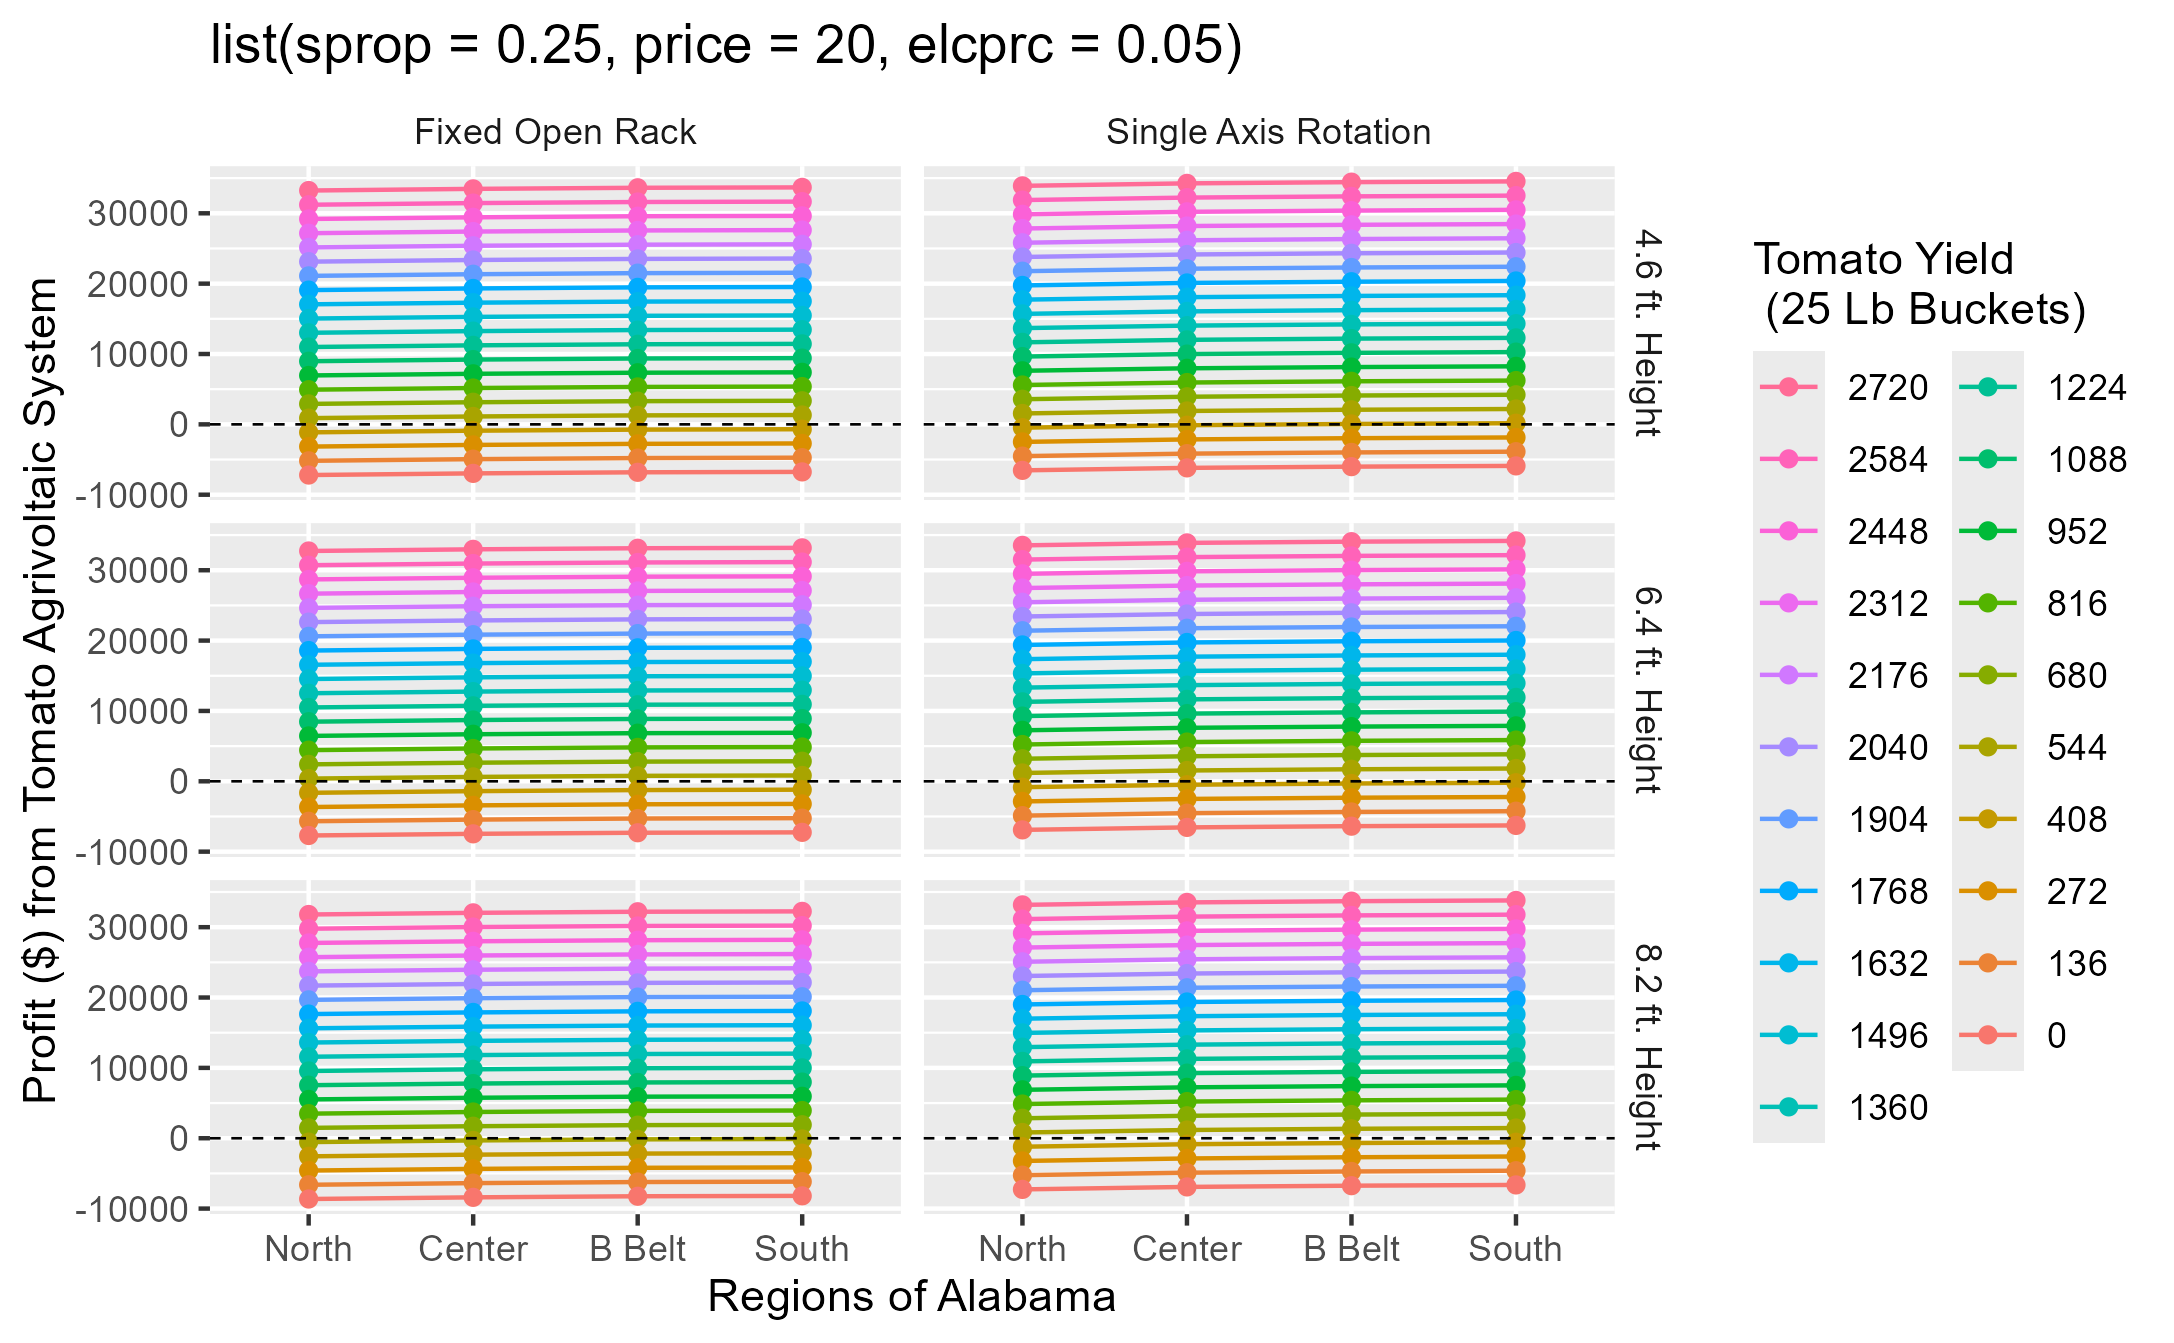 list(sprop = 0.25, price = 20, elcprc = 0.05)
Fixed Open Rack
Single Axis Rotation
Profit ($) from Tomato Agrivoltaic System
30000
20000
10000
0
-10000
4.6 ft. Height
30000
20000
10000
0
-10000
6.4 ft. Height
30000
20000
10000
0
-10000
8.2 ft. Height
North
Center
B Belt
South
North
Center
B Belt
South
Regions of Alabama
Tomato Yield
(25 Lb Buckets)
2720
2584
2448
2312
2176
2040
1904
1768
1632
1496
1360
1224
1088
952
816
680
544
408
272
136
0